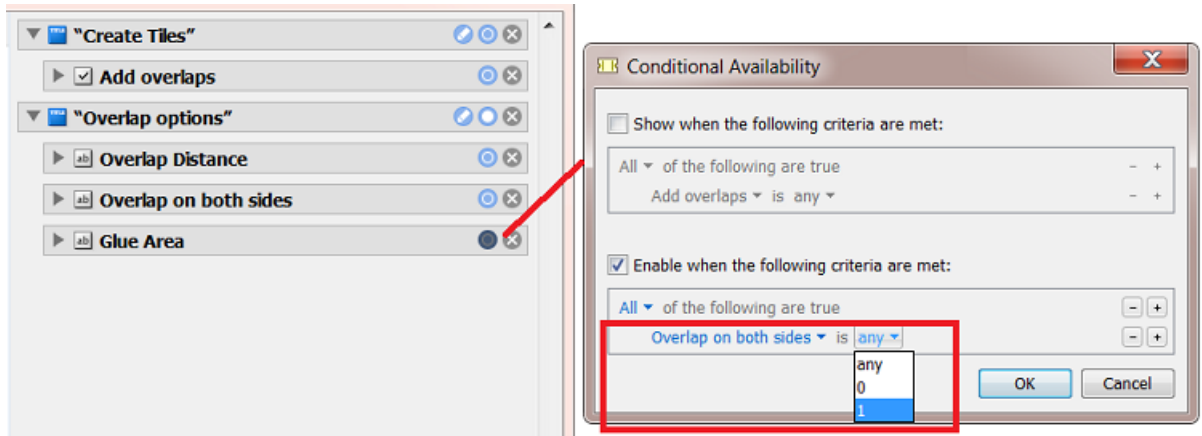 "Create Tiles"
Add overlaps
"Overlap options"
Overlap Distance
Overlap on both sides
Glue Area
Conditional Availability
Show when the following criteria are met:
All of the following are true
Add overlaps is any
Enable when the following criteria are met:
All of the following are true
Overlap on both sides is any
any
0
1
OK Cancel